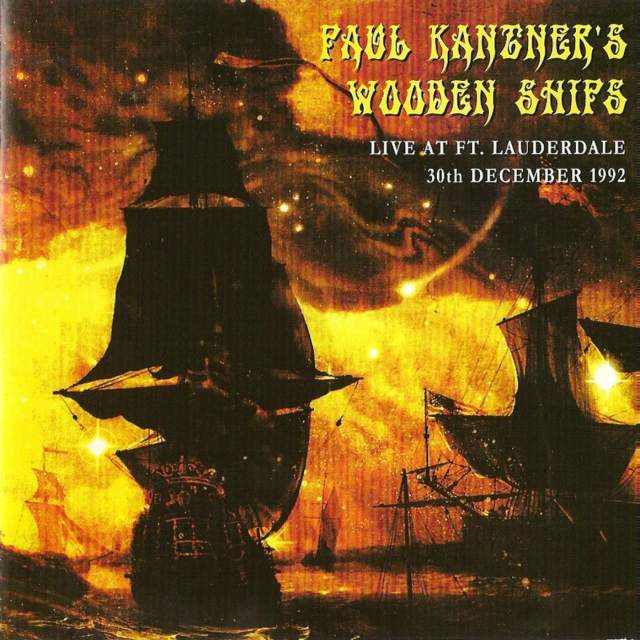 PAUL KANTNER'S
WOODEN SHIPS
LIVE AT FT. LAUDERDALE
30th DECEMBER 1992